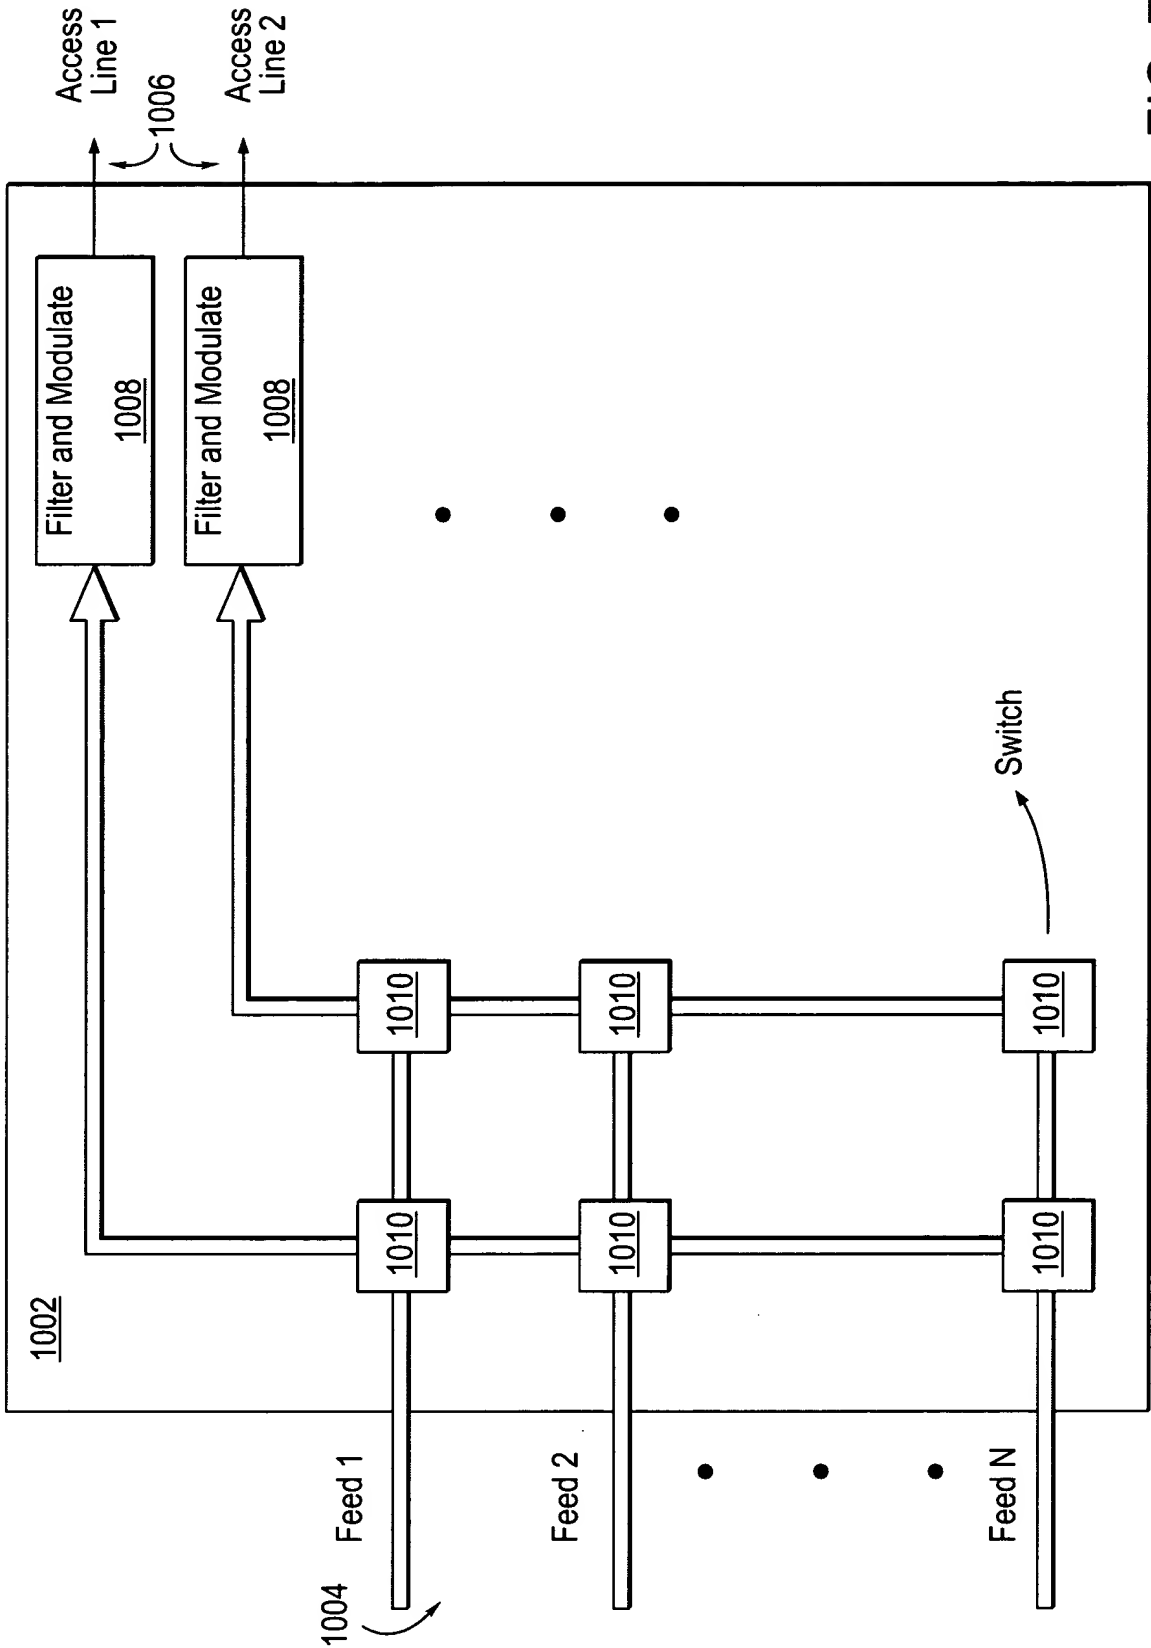 Access
Line 1
1006
Access
Line 2
Filter and Modulate
1008
Filter and Modulate
1008
1002
1010
1010
1010
1010
1010
1010
Switch
1004
Feed 1
Feed 2
Feed N